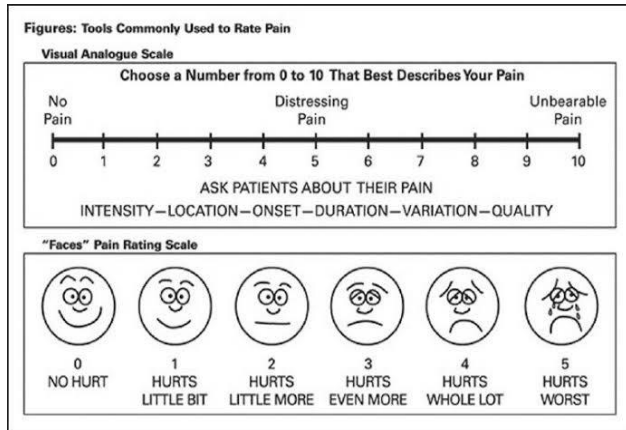 Figures: Tools Commonly Used to Rate Pain
Visual Analogue Scale
Choose a Number from 0 to 10 That Best Describes Your Pain
No Pain
Distressing Pain
Unbearable Pain
0 1 2 3 4 5 6 7 8 9 10
ASK PATIENTS ABOUT THEIR PAIN
INTENSITY—LOCATION—ONSET—DURATION—VARIATION—QUALITY
"Faces" Pain Rating Scale
0 1 2 3 4 5
NO HURT HURTS HURTS HURTS HURTS HURTS
LITTLE BIT LITTLE MORE EVEN MORE WHOLE LOT WORST